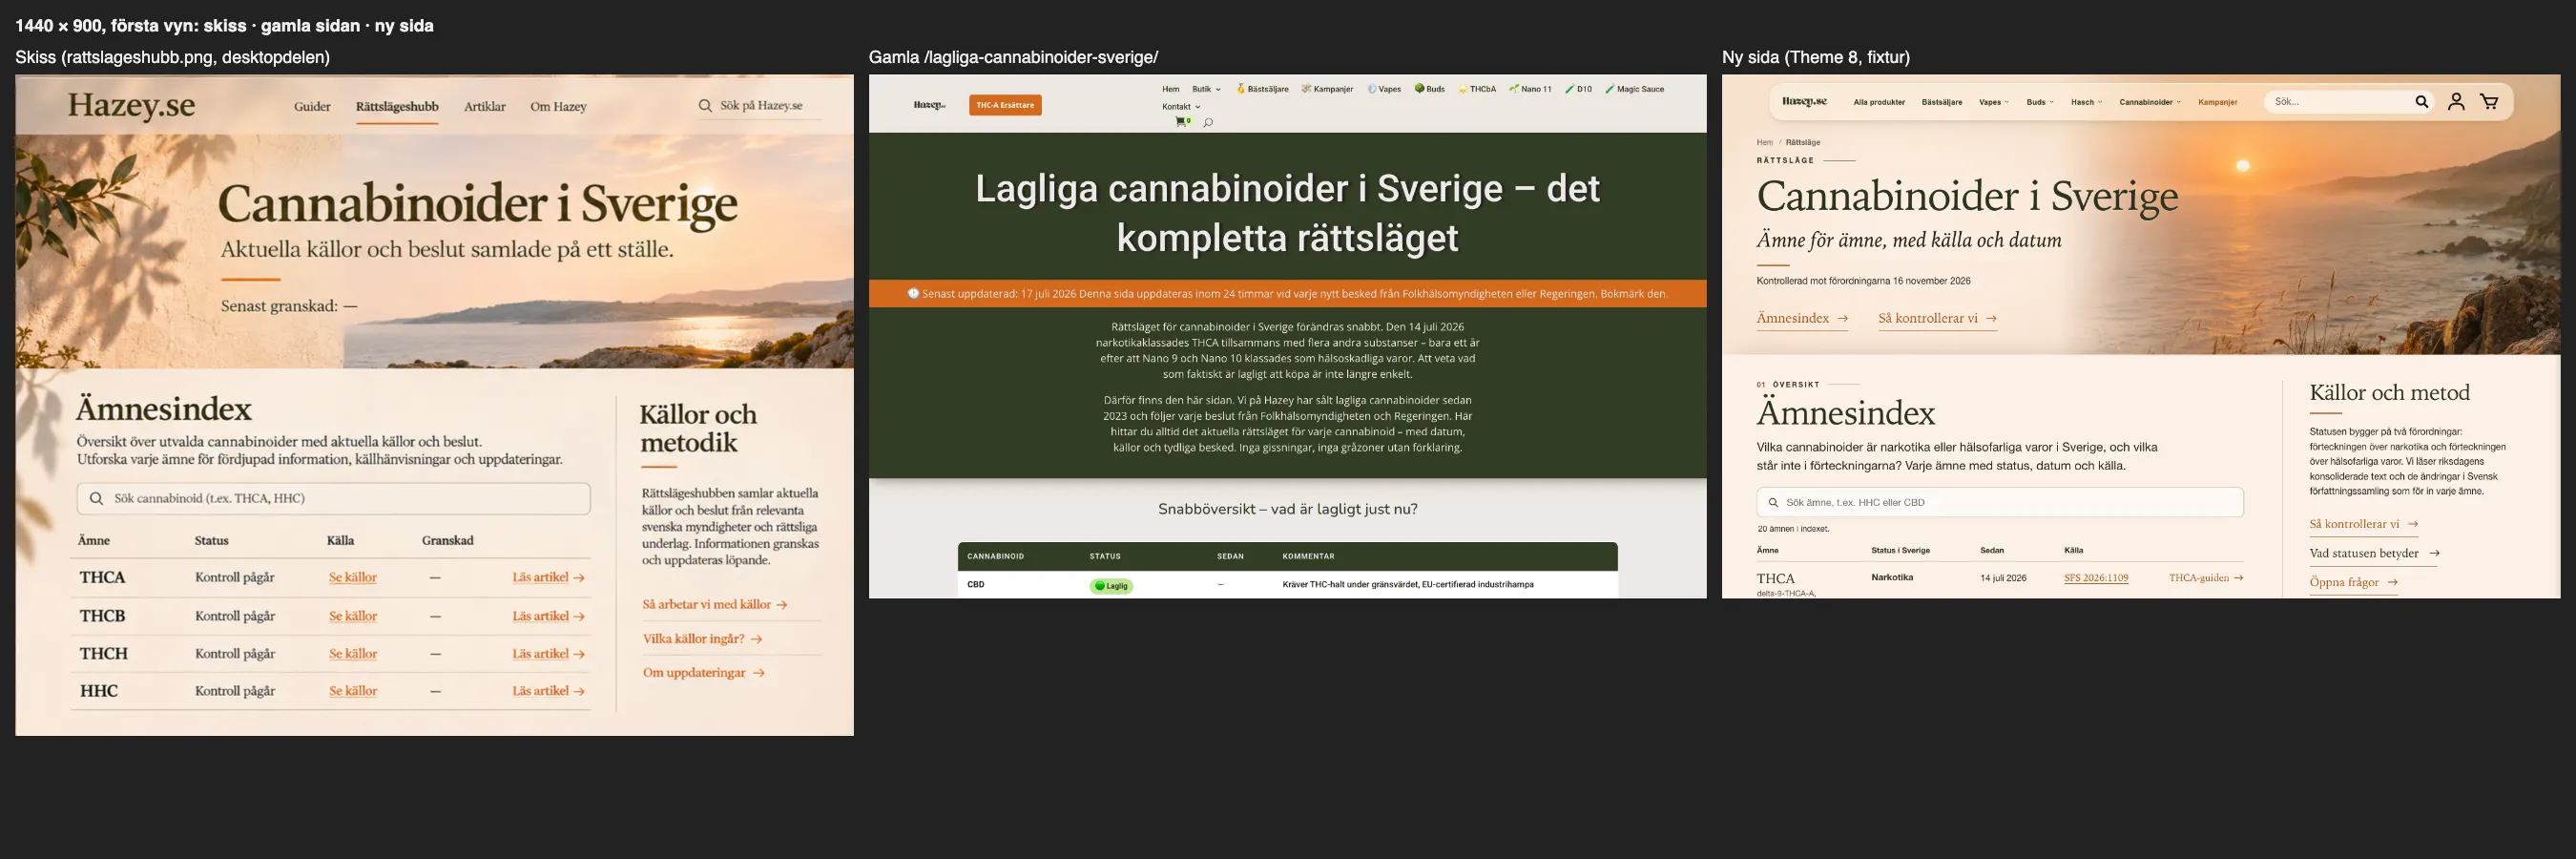 1440 × 900, första vyn: skiss · gamla sidan · ny sida
Skiss (rattslageshubb.png, desktopdelen)
Hazey.se
Guider
Rättslägeshubb
Artiklar
Om Hazey
Sök på Hazey.se
Cannabinoider i Sverige
Aktuella källor och beslut samlade på ett ställe.
Senast granskad: —
Ämnesindex
Översikt över utvalda cannabinoider med aktuella källor och beslut.
Utforska varje ämne för fördjupad information, källhänvisningar och uppdateringar.
Sök cannabinoid (t.ex. THCA, HHC)
Ämne Status Källa Granskad
THCA Kontroll pågår Se källor — Läs artikel →
THCB Kontroll pågår Se källor — Läs artikel →
THCH Kontroll pågår Se källor — Läs artikel →
HHC Kontroll pågår Se källor — Läs artikel →
Källor och
metodik
Rättslägeshubben samlar aktuella
källor och beslut från relevanta
svenska myndigheter och rättsliga
underlag. Informationen granskas
och uppdateras löpande.
Så arbetar vi med källor →
Vilka källor ingår? →
Om uppdateringar →
Gamla /lagliga-cannabinoider-sverige/
Hazey.se
THC-A Ersättare
Hem Butik Bästsäljare Kampanjer Vapes Buds THCbA Nano 11 D10 Magic Sauce
Kontakt
0
Lagliga cannabinoider i Sverige – det
kompletta rättsläget
Senast uppdaterad: 17 juli 2026 Denna sida uppdateras inom 24 timmar vid varje nytt besked från Folkhälsomyndigheten eller Regeringen. Bokmärk den.
Rättsläget för cannabinoider i Sverige förändras snabbt. Den 14 juli 2026
narkotikaklassades THCA tillsammans med flera andra substanser – bara ett år
efter att Nano 9 och Nano 10 klassades som hälsoskadliga varor. Att veta vad
som faktiskt är lagligt att köpa är inte längre enkelt.
Därför finns den här sidan. Vi på Hazey har sålt lagliga cannabinoider sedan
2023 och följer varje beslut från Folkhälsomyndigheten och Regeringen. Här
hittar du alltid det aktuella rättsläget för varje cannabinoid – med datum,
källor och tydliga besked. Inga gissningar, inga gråzoner utan förklaring.
Snabböversikt – vad är lagligt just nu?
CANNABINOID STATUS SEDAN KOMMENTAR
CBD Laglig – Kräver THC-halt under gränsvärdet, EU-certifierad industrihampa
Ny sida (Theme 8, fixtur)
Hazey.se
Alla produkter Bästsäljare Vapes Buds Hasch Cannabinoider Kampanjer
Sök...
Hem / Rättsläge
RÄTTSLÄGE
Cannabinoider i Sverige
Ämne för ämne, med källa och datum
Kontrollerad mot förordningarna 16 november 2026
Ämnesindex →
Så kontrollerar vi →
01 ÖVERSIKT
Ämnesindex
Vilka cannabinoider är narkotika eller hälsofarliga varor i Sverige, och vilka
står inte i förteckningarna? Varje ämne med status, datum och källa.
Sök ämne, t.ex. HHC eller CBD
20 ämnen i indexet.
Ämne Status i Sverige Sedan Källa
THCA Narkotika 14 juli 2026 SFS 2026:1109 THCA-guiden →
delta-9-THCA-A,
Källor och metod
Statusen bygger på två förordningar:
förteckningen över narkotika och förteckningen
över hälsofarliga varor. Vi läser riksdagens
konsoliderade text och de ändringar i Svensk
författningssamling som för in varje ämne.
Så kontrollerar vi →
Vad statusen betyder →
Öppna frågor →